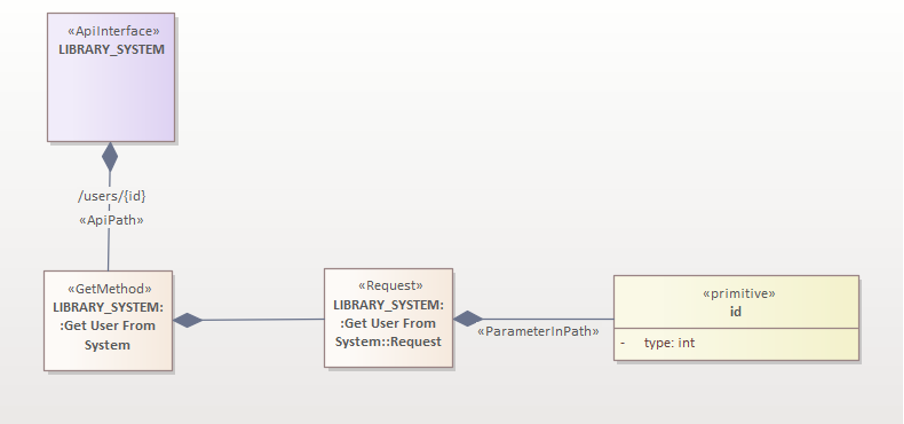 «ApiInterface»
LIBRARY_SYSTEM
/users/{id}
«ApiPath»
«GetMethod»
LIBRARY_SYSTEM:
:Get User From
System
«Request»
LIBRARY_SYSTEM:
:Get User From
System::Request
«ParameterInPath»
«primitive»
id
- type: int